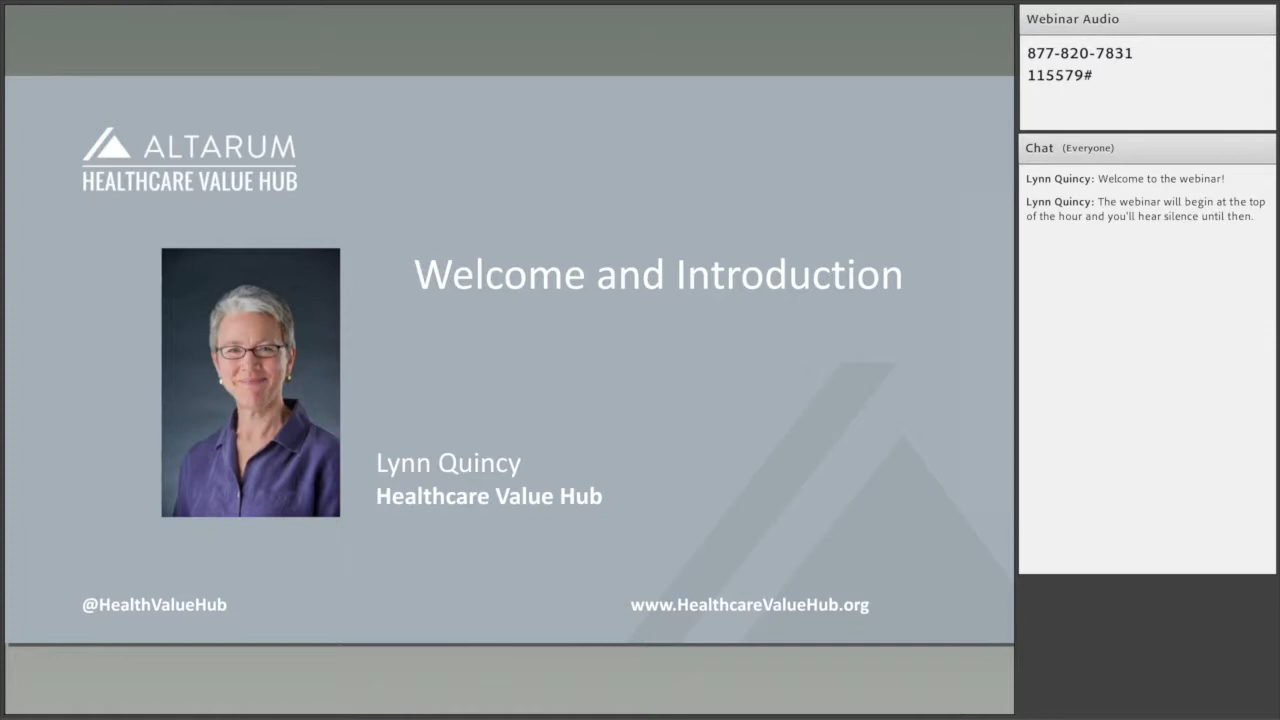 ALTARUM
HEALTHCARE VALUE HUB
Welcome and Introduction
Lynn Quincy
Healthcare Value Hub
@HealthValueHub
www.HealthcareValueHub.org
Webinar Audio
877-820-7831
115579#
Chat (Everyone)
Lynn Quincy: Welcome to the webinar!
Lynn Quincy: The webinar will begin at the top
of the hour and you'll hear silence until then.